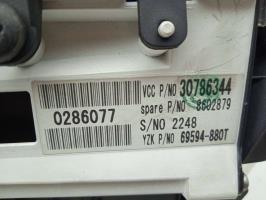 VCC P/NO 30786344
0286077
spare P/NO 8602879
S/NO 2248
YZK P/NO 69594-880T